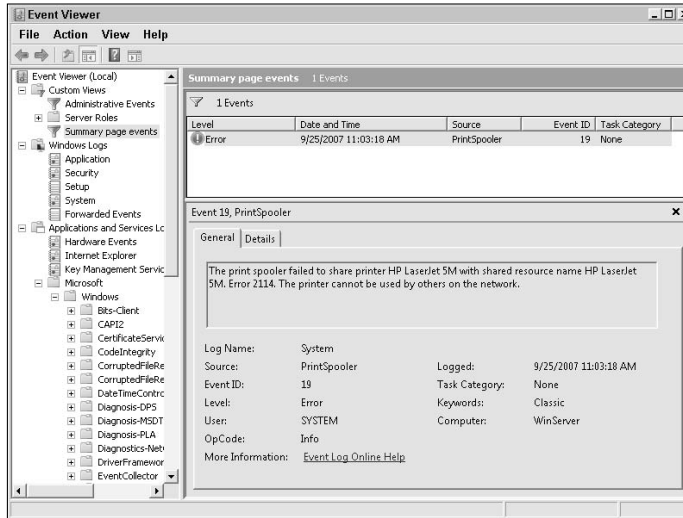 Event Viewer
File Action View Help
Event Viewer (Local)
Custom Views
Administrative Events
Server Roles
Summary page events
Windows Logs
Application
Security
Setup
System
Forwarded Events
Applications and Services Lc
Hardware Events
Internet Explorer
Key Management Servic
Microsoft
Windows
Bits-Client
CAPI2
CertificateServic
CodeIntegrity
CorruptedFileRe
CorruptedFileRe
DateTimeContrc
Diagnosis-DPS
Diagnosis-MSDT
Diagnosis-PLA
Diagnostics-Net
DriverFramewor
EventCollector
Summary page events 1 Events
1 Events
Level Date and Time Source Event ID Task Category
Error 9/25/2007 11:03:18 AM PrintSpooler 19 None
Event 19, PrintSpooler
General Details
The print spooler failed to share printer HP LaserJet 5M with shared resource name HP LaserJet
5M. Error 2114. The printer cannot be used by others on the network.
Log Name: System
Source: PrintSpooler Logged: 9/25/2007 11:03:18 AM
Event ID: 19 Task Category: None
Level: Error Keywords: Classic
User: SYSTEM Computer: WinServer
OpCode: Info
More Information: Event Log Online Help